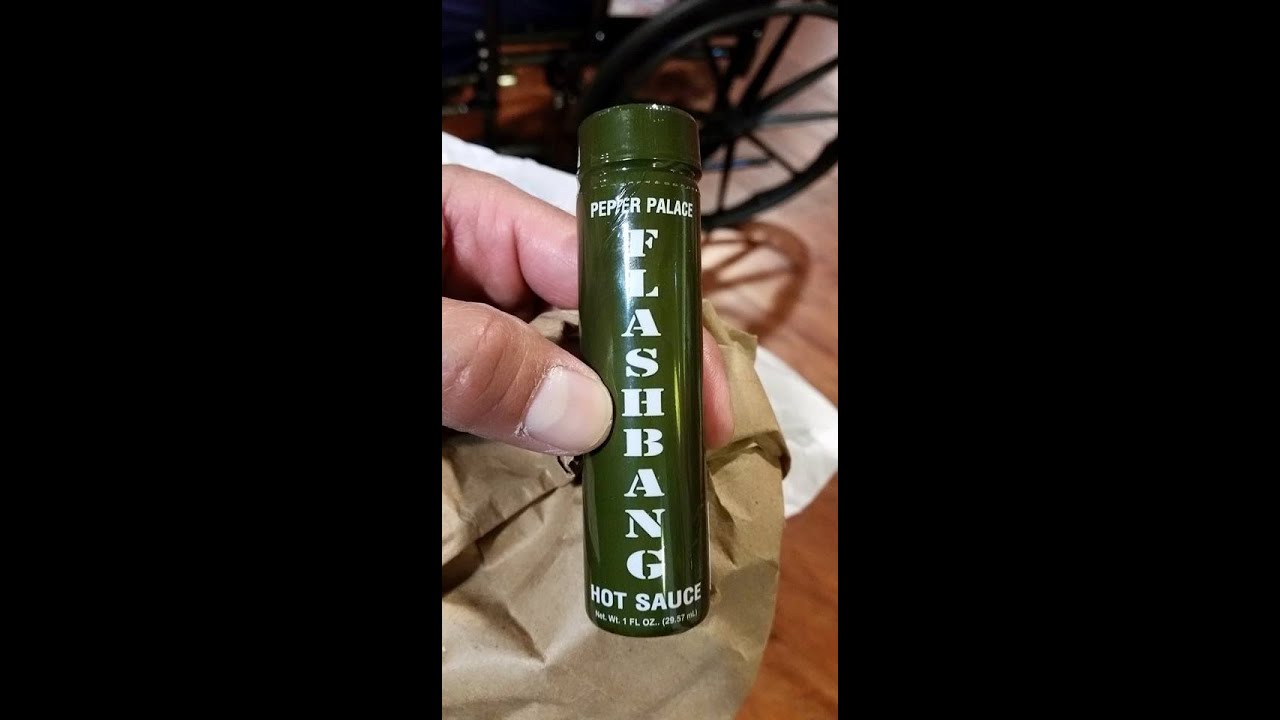 PEPPER PALACE
FLASHBANG
HOT SAUCE
Net. Wt. 1 FL OZ.. (29.57 mL)